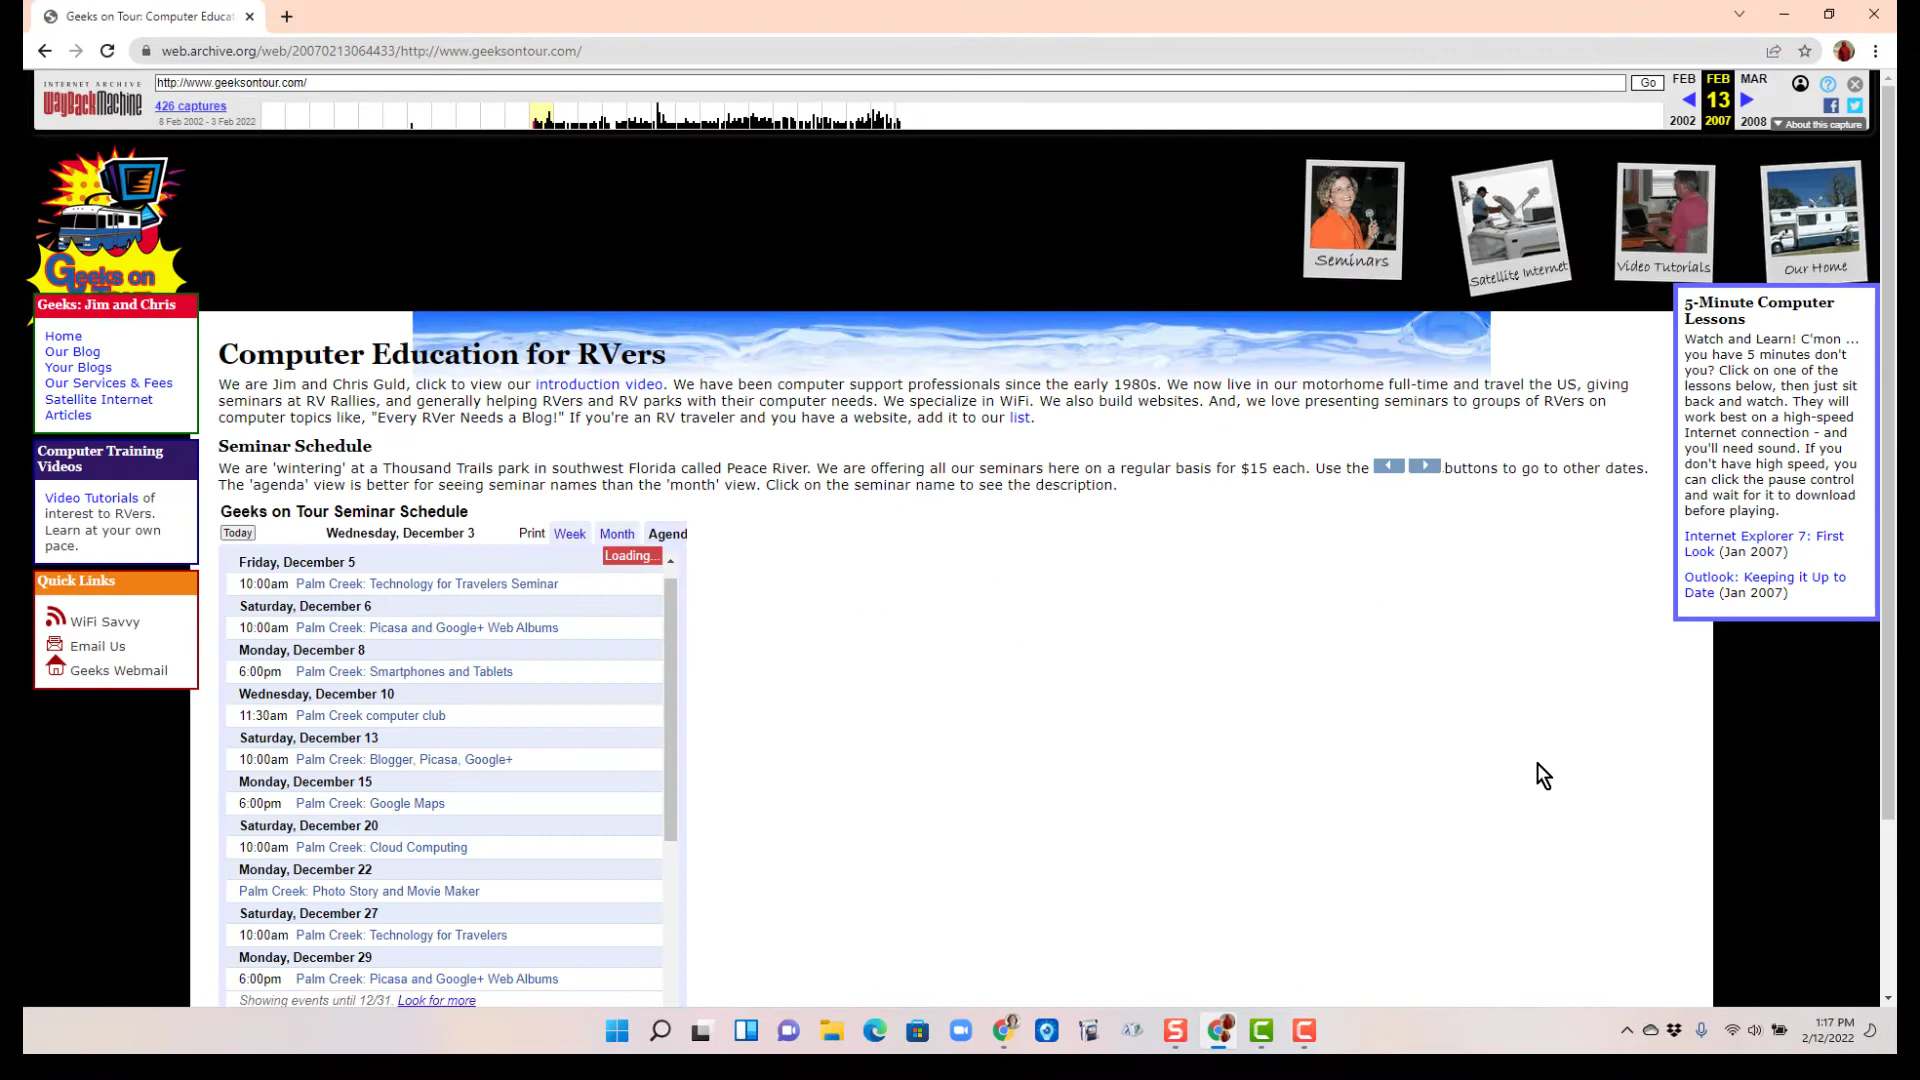 Geeks on Tour: Computer Educa
web.archive.org/web/20070213064433/http://www.geeksontour.com/
INTERNET ARCHIVE
WayBackMachine
http://www.geeksontour.com/
Go
FEB FEB MAR
13
2002 2007 2008
426 captures
8 Feb 2002 - 3 Feb 2022
About this capture
Seminars
Satellite Internet
Video Tutorials
Our Home
Geeks on
Geeks: Jim and Chris
Home
Our Blog
Your Blogs
Our Services & Fees
Satellite Internet
Articles
Computer Training
Videos
Video Tutorials of
interest to RVers.
Learn at your own
pace.
Quick Links
WiFi Savvy
Email Us
Geeks Webmail
Computer Education for RVers
We are Jim and Chris Guld, click to view our introduction video. We have been computer support professionals since the early 1980s. We now live in our motorhome full-time and travel the US, giving
seminars at RV Rallies, and generally helping RVers and RV parks with their computer needs. We specialize in WiFi. We also build websites. And, we love presenting seminars to groups of RVers on
computer topics like, "Every RVer Needs a Blog!" If you're an RV traveler and you have a website, add it to our list.
Seminar Schedule
We are 'wintering' at a Thousand Trails park in southwest Florida called Peace River. We are offering all our seminars here on a regular basis for $15 each. Use the buttons to go to other dates.
The 'agenda' view is better for seeing seminar names than the 'month' view. Click on the seminar name to see the description.
Geeks on Tour Seminar Schedule
Today Wednesday, December 3 Print Week Month Agend
Loading...
Friday, December 5
10:00am Palm Creek: Technology for Travelers Seminar
Saturday, December 6
10:00am Palm Creek: Picasa and Google+ Web Albums
Monday, December 8
6:00pm Palm Creek: Smartphones and Tablets
Wednesday, December 10
11:30am Palm Creek computer club
Saturday, December 13
10:00am Palm Creek: Blogger, Picasa, Google+
Monday, December 15
6:00pm Palm Creek: Google Maps
Saturday, December 20
10:00am Palm Creek: Cloud Computing
Monday, December 22
Palm Creek: Photo Story and Movie Maker
Saturday, December 27
10:00am Palm Creek: Technology for Travelers
Monday, December 29
6:00pm Palm Creek: Picasa and Google+ Web Albums
Showing events until 12/31. Look for more
5-Minute Computer
Lessons
Watch and Learn! C'mon ...
you have 5 minutes don't
you? Click on one of the
lessons below, then just sit
back and watch. They will
work best on a high-speed
Internet connection - and
you'll need sound. If you
don't have high speed, you
can click the pause control
and wait for it to download
before playing.
Internet Explorer 7: First
Look (Jan 2007)
Outlook: Keeping it Up to
Date (Jan 2007)
1:17 PM
2/12/2022